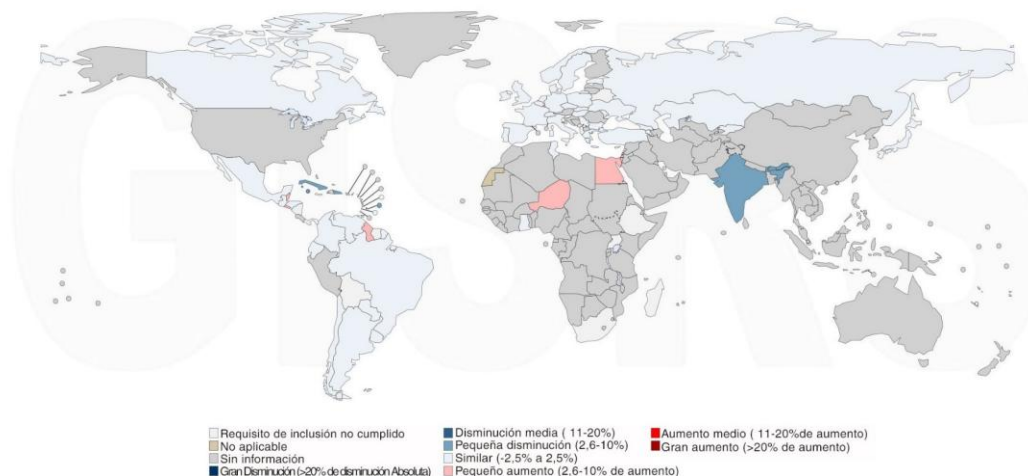 GISRS
Requisito de inclusión no cumplido
No aplicable
Sin información
Gran Disminución (>20% de disminución Absoluta)
Disminución media ( 11-20%)
Pequeña disminución (2,6-10%)
Similar (-2,5% a 2,5%)
Pequeño aumento (2,6-10% de aumento)
Aumento medio ( 11-20%de aumento)
Gran aumento (>20% de aumento)